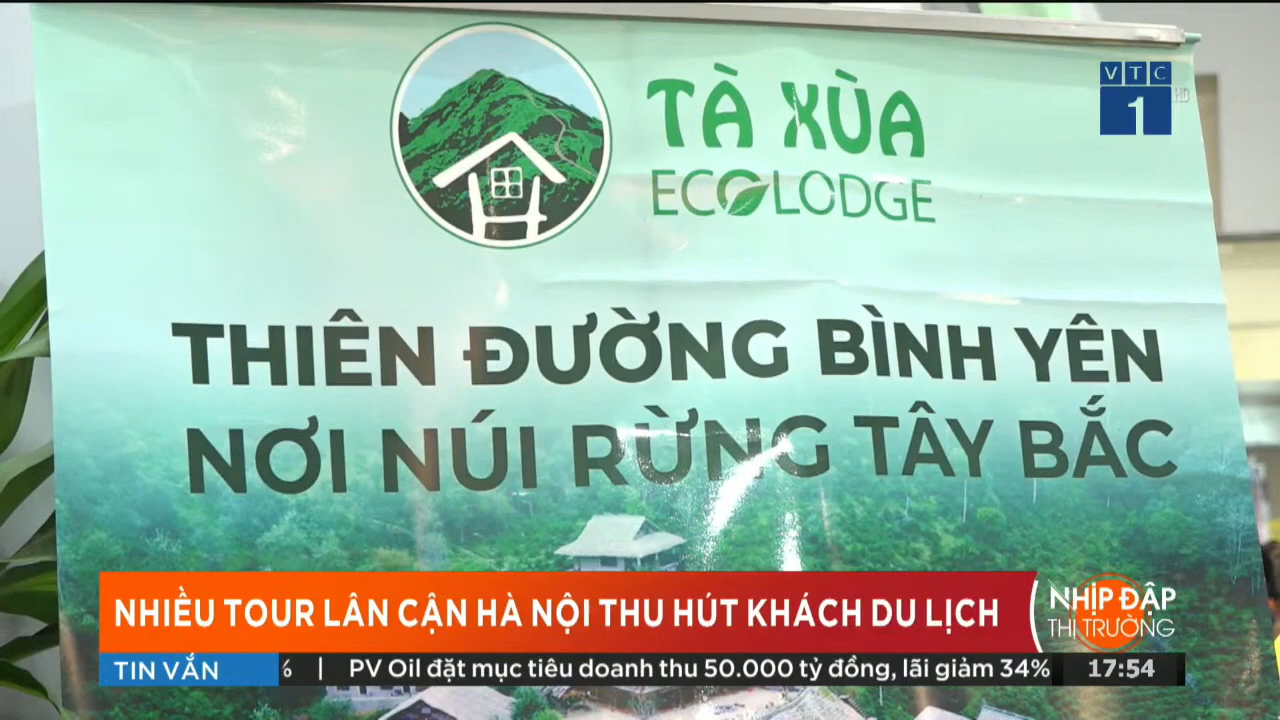 TÀ XÙA
ECOLODGE
VTC
1
HD
THIÊN ĐƯỜNG BÌNH YÊN
NƠI NÚI RỪNG TÂY BẮC
NHIỀU TOUR LÂN CẬN HÀ NỘI THU HÚT KHÁCH DU LỊCH
NHỊP ĐẬP
THỊ TRƯỜNG
TIN VẮN
% | PV Oil đặt mục tiêu doanh thu 50.000 tỷ đồng, lãi giảm 34%
17:54